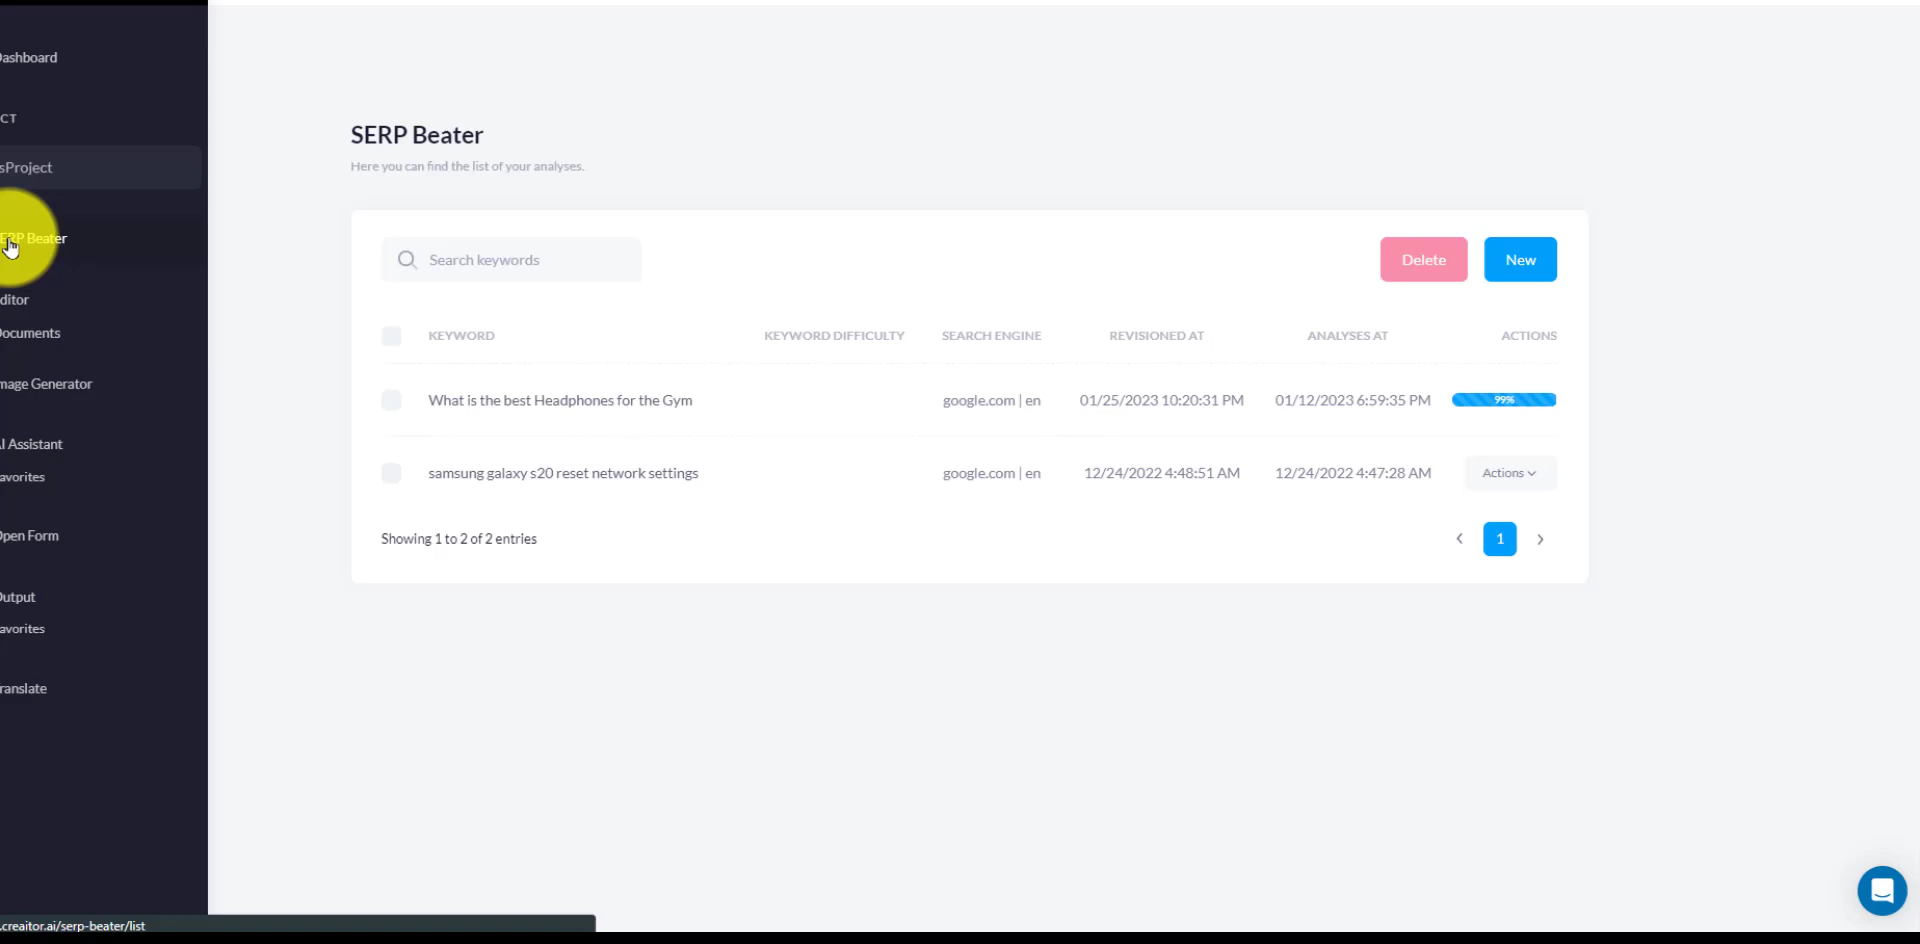 Dashboard
CT
sProject
SERP Beater
ditor
Documents
mage Generator
AI Assistant
avorites
Open Form
Output
avorites
ranslate
SERP Beater
Here you can find the list of your analyses.
Search keywords
Delete
New
KEYWORD KEYWORD DIFFICULTY SEARCH ENGINE REVISIONED AT ANALYSES AT ACTIONS
What is the best Headphones for the Gym google.com | en 01/25/2023 10:20:31 PM 01/12/2023 6:59:35 PM 99%
samsung galaxy s20 reset network settings google.com | en 12/24/2022 4:48:51 AM 12/24/2022 4:47:28 AM Actions
Showing 1 to 2 of 2 entries
1
.creaitor.ai/serp-beater/list